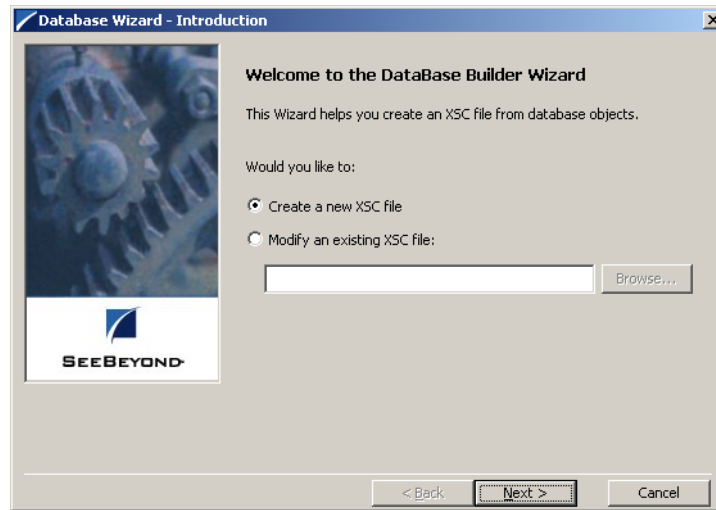 Database Wizard - Introduction
Welcome to the DataBase Builder Wizard
This Wizard helps you create an XSC file from database objects.
Would you like to:
Create a new XSC file
Modify an existing XSC file:
Browse...
SEEBEYOND
< Back
Next >
Cancel